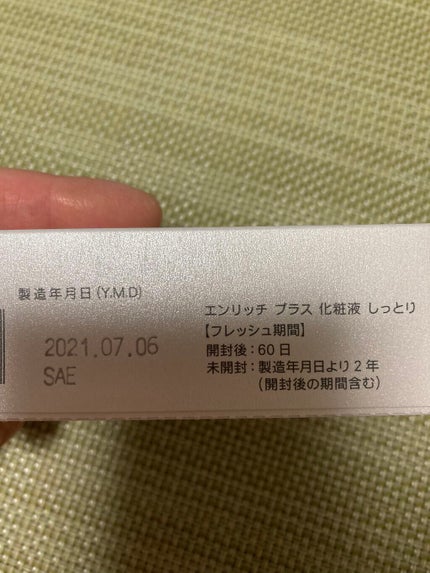 製造年月日(Y.M.D)
2021.07.06
SAE
エンリッチ プラス 化粧液 しっとり
【フレッシュ期間】
開封後:60日
未開封:製造年月日より2年
(開封後の期間含む)